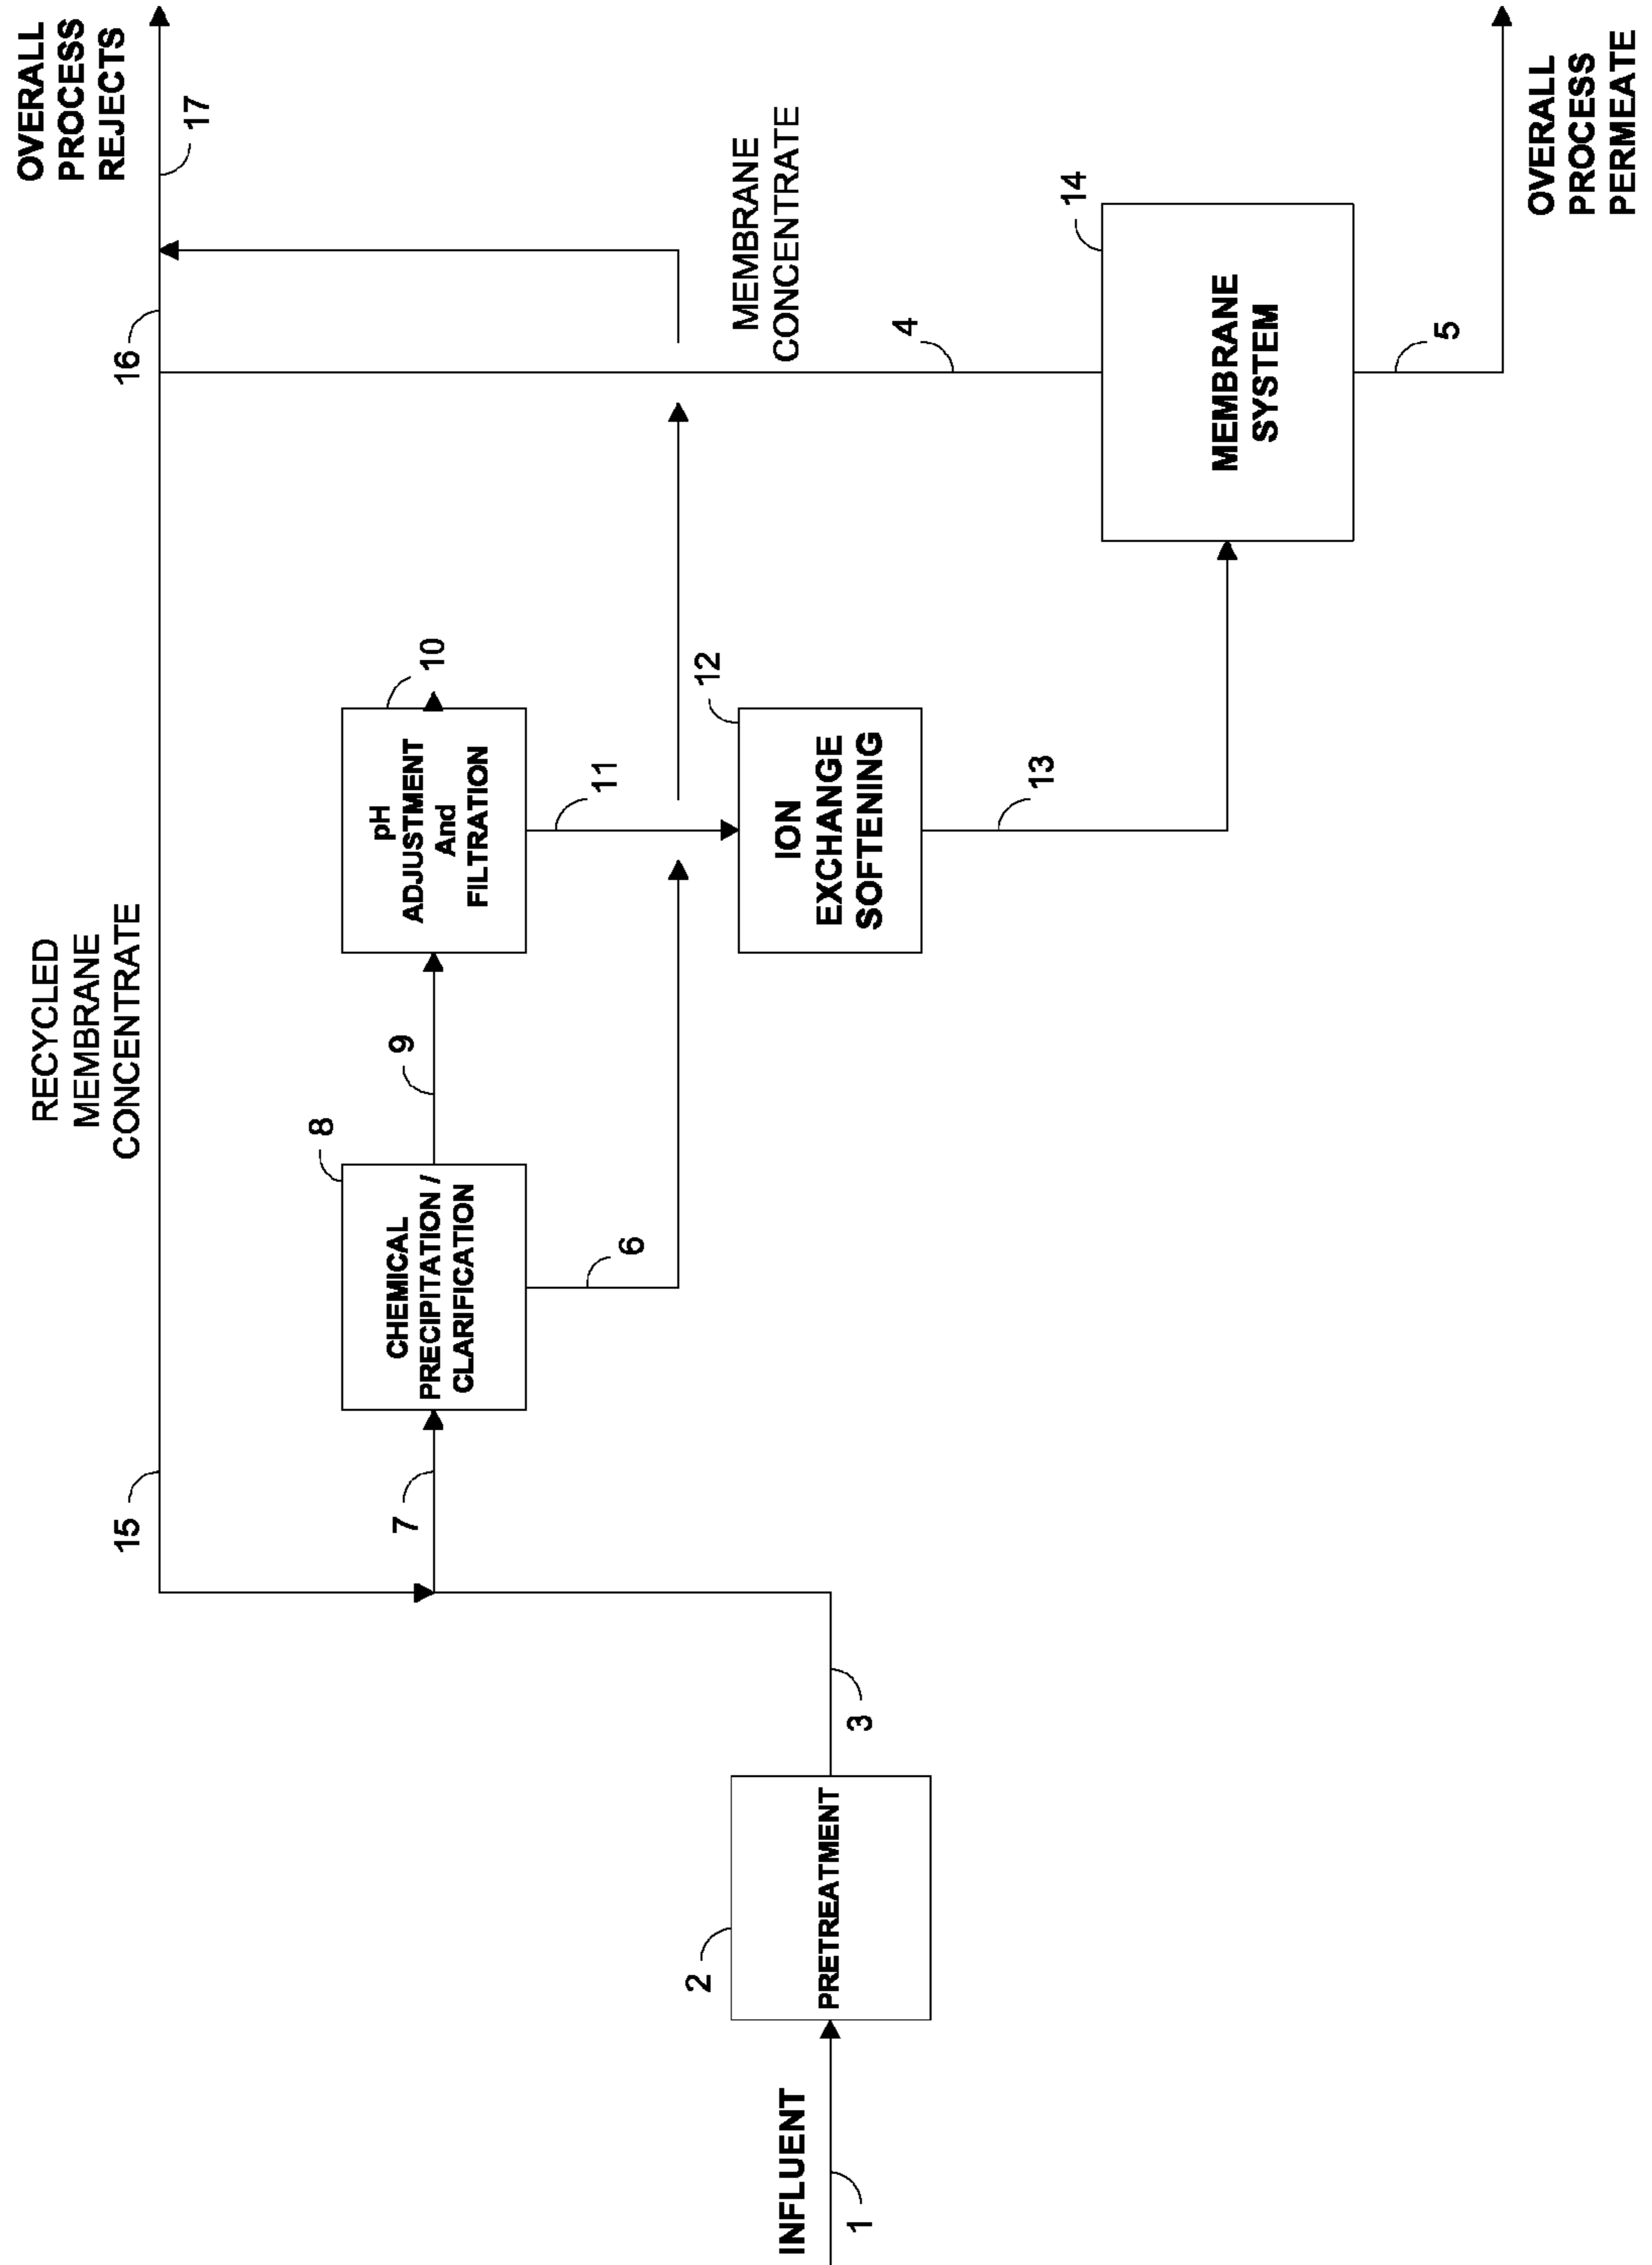 OVERALL
PROCESS
REJECTS
17
16
RECYCLED
MEMBRANE
CONCENTRATE
15
MEMBRANE
CONCENTRATE
4
14
MEMBRANE
SYSTEM
5
OVERALL
PROCESS
PERMEATE
10
pH
ADJUSTMENT
And
FILTRATION
11
12
ION
EXCHANGE
SOFTENING
13
9
8
CHEMICAL
PRECIPITATION /
CLARIFICATION
6
7
3
2
PRETREATMENT
INFLUENT
1